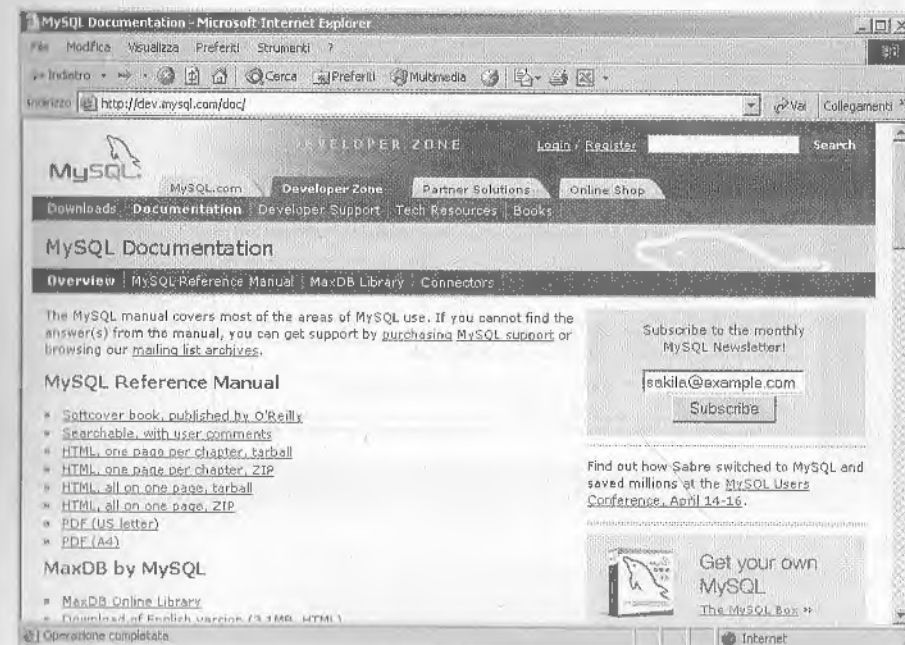 MySQL Documentation - Microsoft Internet Explorer
File Modifica Visualizza Preferiti Strumenti ?
Indietro Cerca Preferiti Multimedia
Indirizzo http://dev.mysql.com/doc/ Vai Collegamenti
MySQL
DEVELOPER ZONE
Login / Register
Search
MySQL.com Developer Zone Partner Solutions Online Shop
Downloads Documentation Developer Support Tech Resources Books
MySQL Documentation
Overview MySQL Reference Manual MaxDB Library Connectors
The MySQL manual covers most of the areas of MySQL use. If you cannot find the
answer(s) from the manual, you can get support by purchasing MySQL support or
browsing our mailing list archives.
MySQL Reference Manual
Softcover book, published by O'Reilly
Searchable, with user comments
HTML, one page per chapter, tarball
HTML, one page per chapter, ZIP
HTML, all on one page, tarball
HTML, all on one page, ZIP
PDF (US letter)
PDF (A4)
MaxDB by MySQL
MaxDB Online Library
Download of English version (3.1MB, HTML)
Subscribe to the monthly
MySQL Newsletter!
sakila@example.com
Subscribe
Find out how Sabre switched to MySQL and
saved millions at the MySQL Users
Conference, April 14-16.
Get your own
MySQL
The MySQL Box »
Operazione completata
Internet